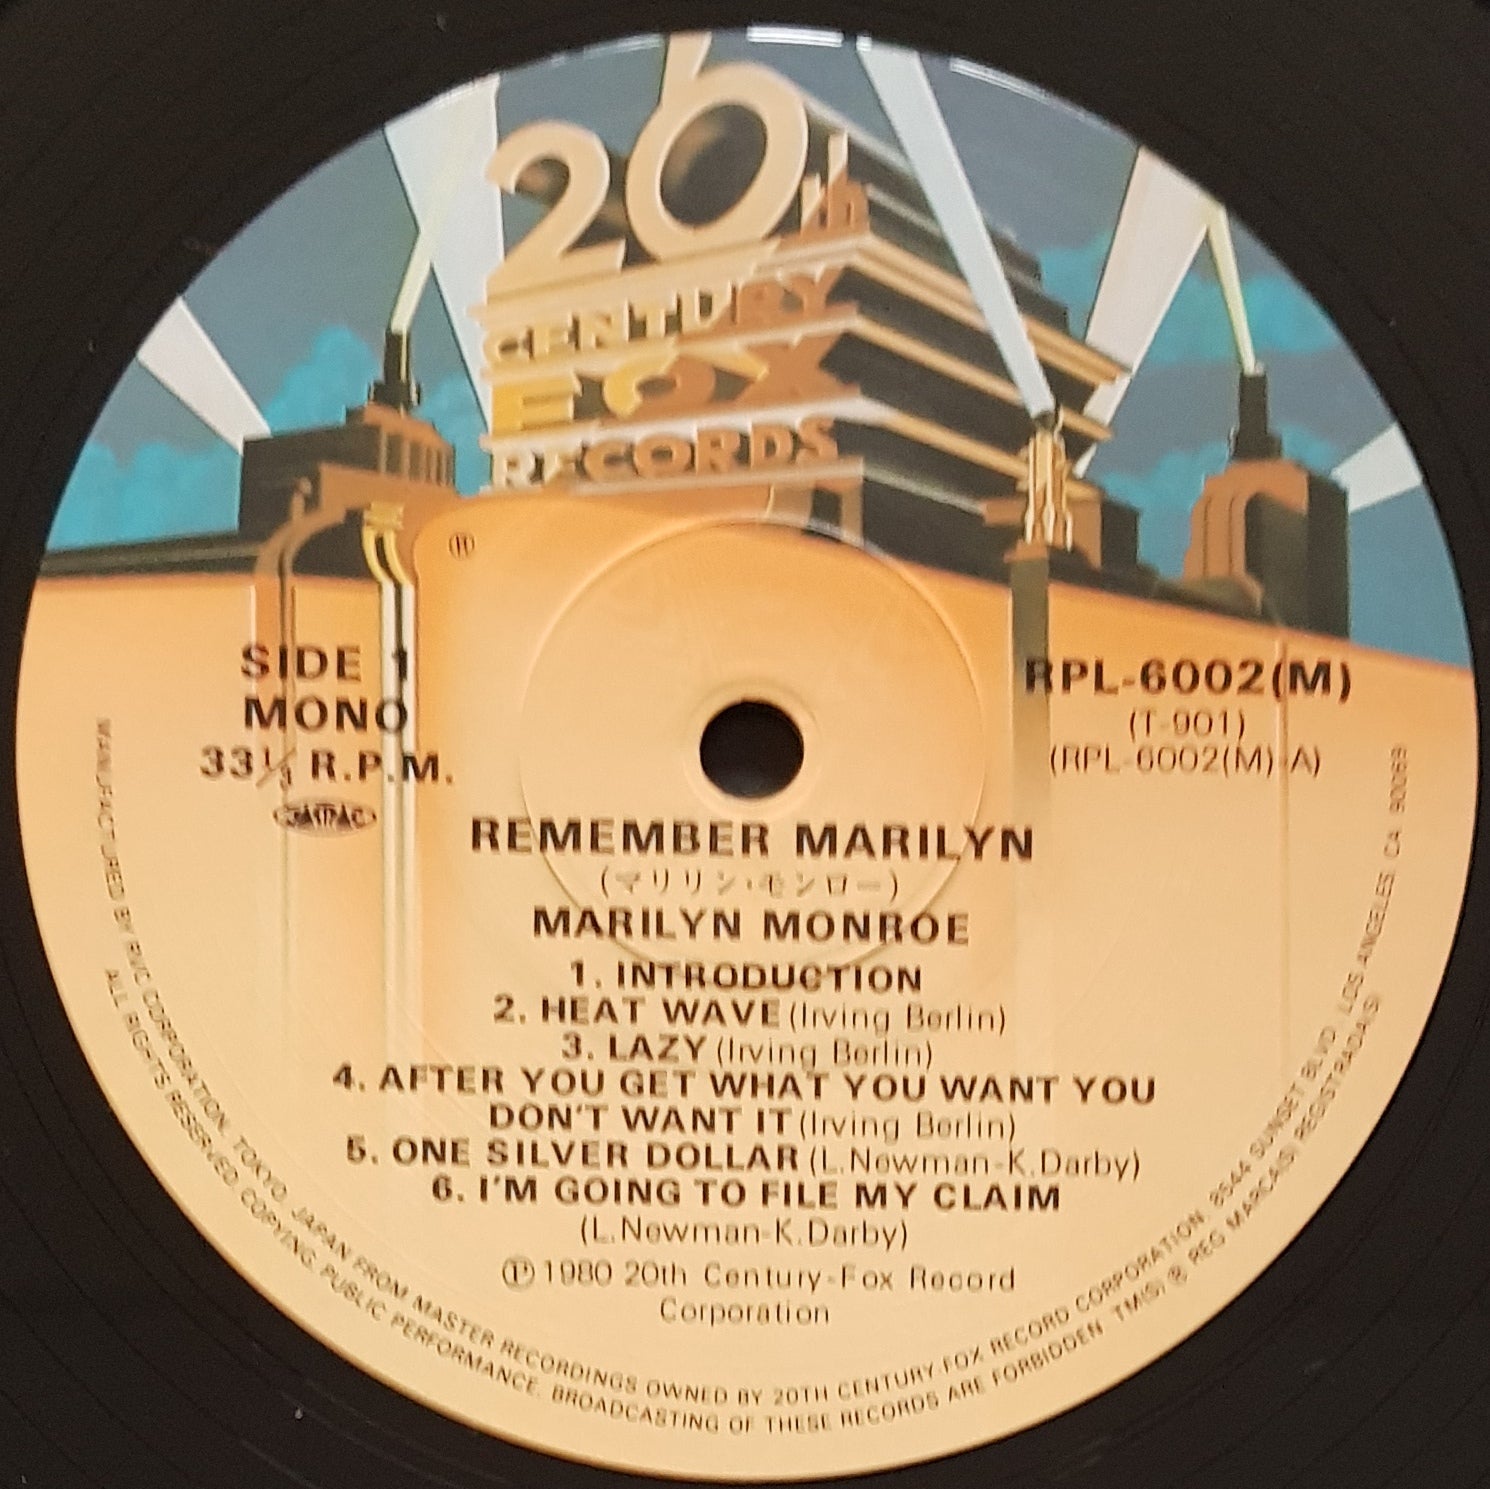 20th
CENTURY
FOX
RECORDS
Ⓗ
SIDE 1
MONO
33⅓ R.P.M.
JASRAC
RPL-6002(M)
(T-901)
(RPL-6002(M)-A)
REMEMBER MARILYN
(マリリン・モンロー)
MARILYN MONROE
1. INTRODUCTION
2. HEAT WAVE (Irving Berlin)
3. LAZY (Irving Berlin)
4. AFTER YOU GET WHAT YOU WANT YOU
DON'T WANT IT (Irving Berlin)
5. ONE SILVER DOLLAR (L.Newman-K.Darby)
6. I'M GOING TO FILE MY CLAIM
(L.Newman-K.Darby)
Ⓟ1980 20th Century-Fox Record
Corporation
MANUFACTURED BY RVC CORPORATION, TOKYO, JAPAN FROM MASTER RECORDINGS OWNED BY 20TH CENTURY-FOX RECORD CORPORATION, 8544 SUNSET BLVD. LOS ANGELES, CA. 90069
ALL RIGHTS RESERVED. COPYING, PUBLIC PERFORMANCE, BROADCASTING OF THESE RECORDS ARE FORBIDDEN TM(S) ® REG MARCA(S) REGISTRADA(S)